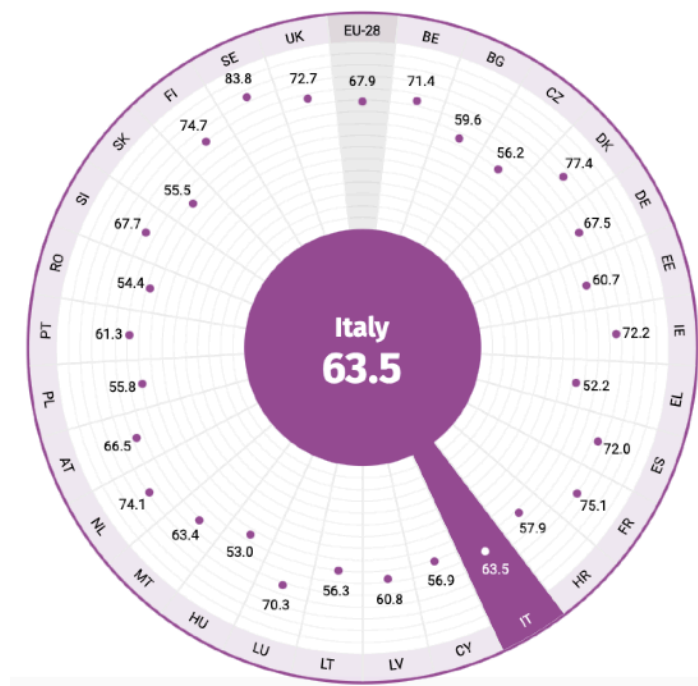 EU-28
67.9
BE
71.4
BG
59.6
CZ
56.2
DK
77.4
DE
67.5
EE
60.7
IE
72.2
EL
52.2
ES
72.0
FR
75.1
HR
57.9
IT
63.5
CY
56.9
LV
60.8
LT
56.3
LU
70.3
HU
53.0
MT
63.4
NL
74.1
AT
66.5
PL
55.8
PT
61.3
RO
54.4
SI
67.7
SK
55.5
FI
74.7
SE
83.8
UK
72.7
Italy
63.5